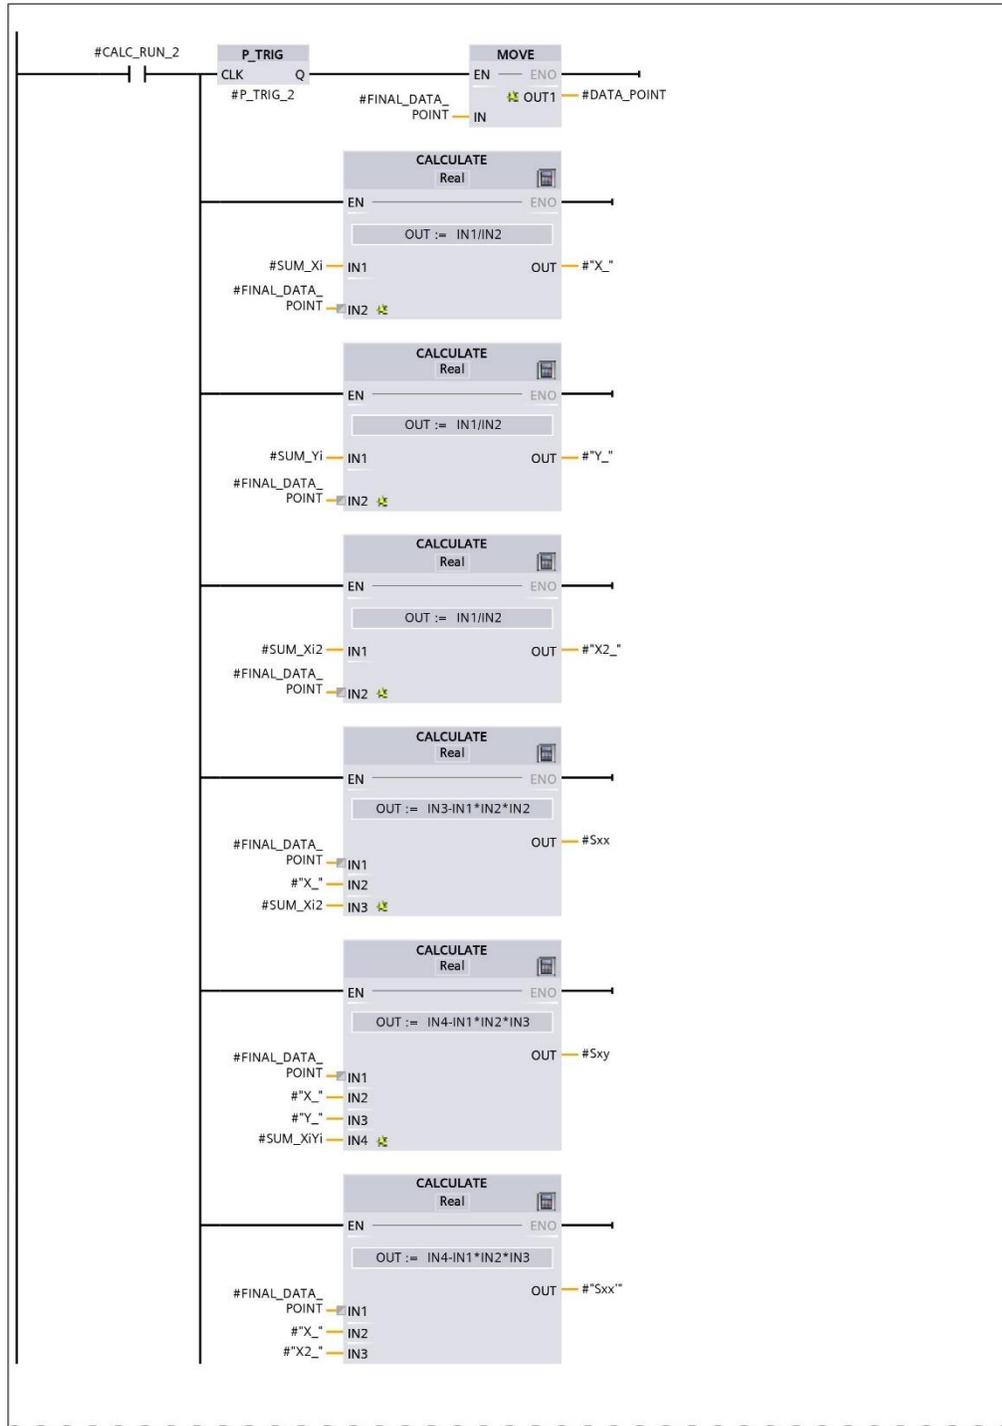 #CALC_RUN_2
P_TRIG
CLK Q
#P_TRIG_2
MOVE
EN ENO
#FINAL_DATA_
POINT IN
OUT1 #DATA_POINT
CALCULATE
Real
EN ENO
OUT := IN1/IN2
#SUM_Xi IN1 OUT #"X_"
#FINAL_DATA_
POINT IN2
CALCULATE
Real
EN ENO
OUT := IN1/IN2
#SUM_Yi IN1 OUT #"Y_"
#FINAL_DATA_
POINT IN2
CALCULATE
Real
EN ENO
OUT := IN1/IN2
#SUM_Xi2 IN1 OUT #"X2_"
#FINAL_DATA_
POINT IN2
CALCULATE
Real
EN ENO
OUT := IN3-IN1*IN2*IN2
OUT #Sxx
#FINAL_DATA_
POINT IN1
#"X_" IN2
#SUM_Xi2 IN3
CALCULATE
Real
EN ENO
OUT := IN4-IN1*IN2*IN3
OUT #Sxy
#FINAL_DATA_
POINT IN1
#"X_" IN2
#"Y_" IN3
#SUM_XiYi IN4
CALCULATE
Real
EN ENO
OUT := IN4-IN1*IN2*IN3
OUT #"Sxx'"
#FINAL_DATA_
POINT IN1
#"X_" IN2
#"X2_" IN3